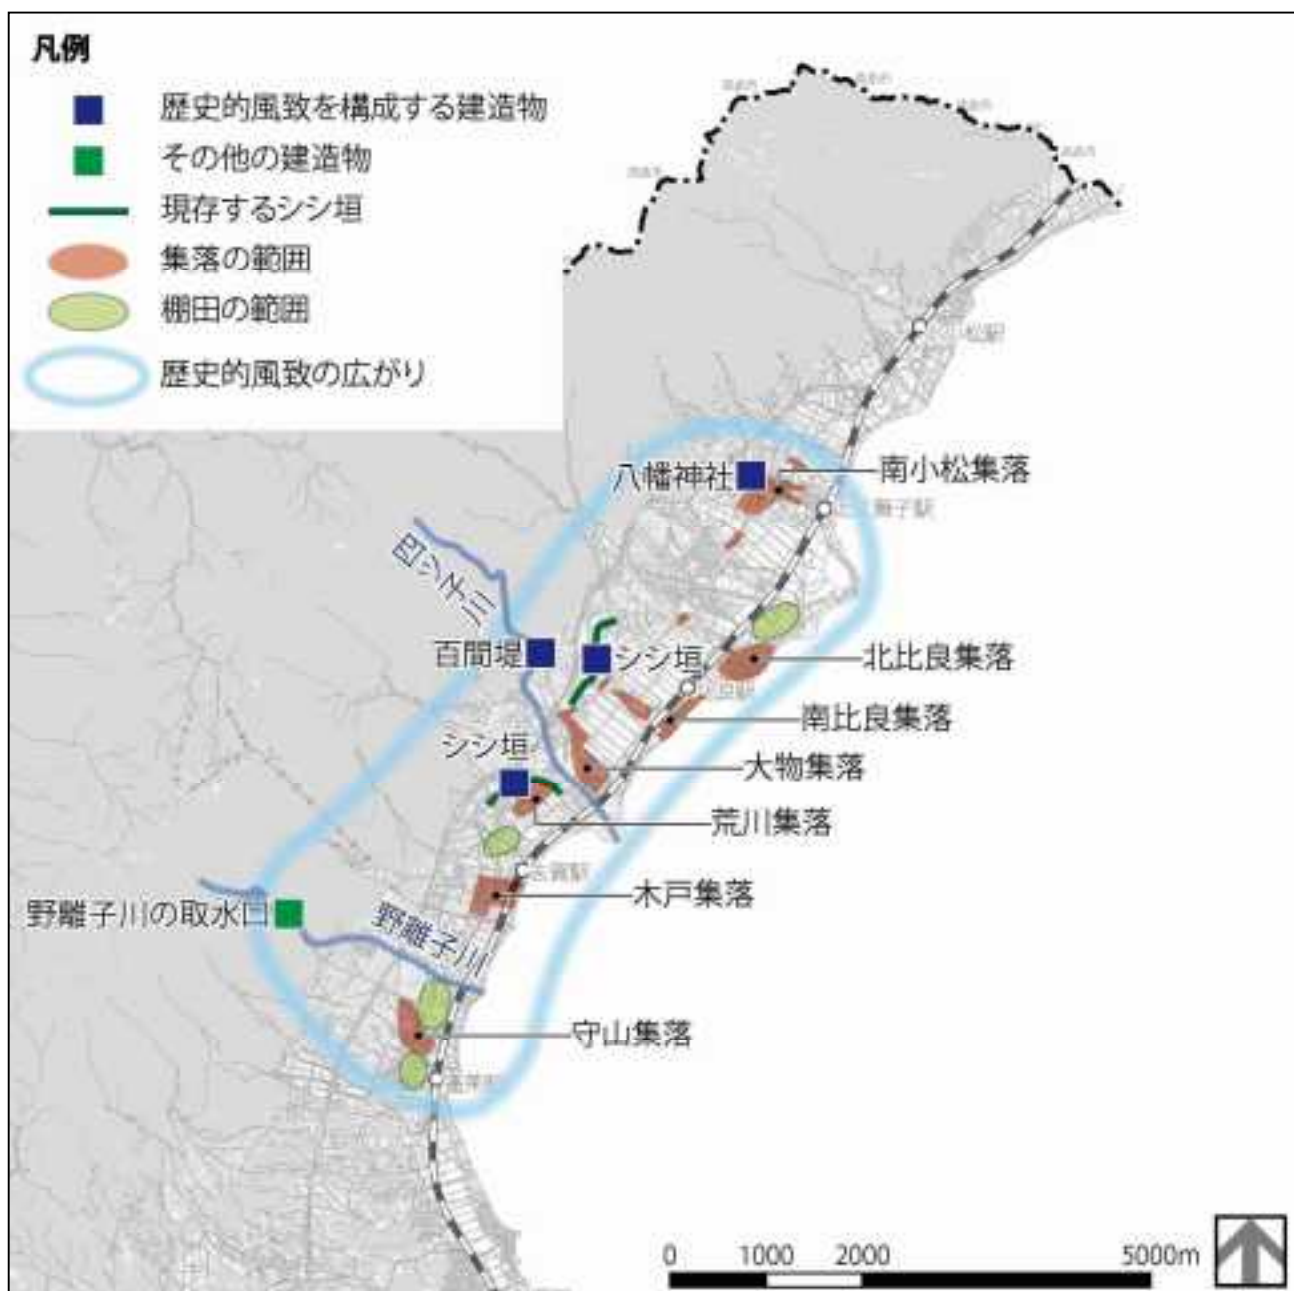 凡例
歴史的風致を構成する建造物
その他の建造物
現存するシシ垣
集落の範囲
棚田の範囲
歴史的風致の広がり
八幡神社
南小松集落
四ツ子川
百間堤
シシ垣
北比良集落
南比良集落
シシ垣
大物集落
荒川集落
木戸集落
野離子川の取水口
野離子川
守山集落
0 1000 2000 5000m